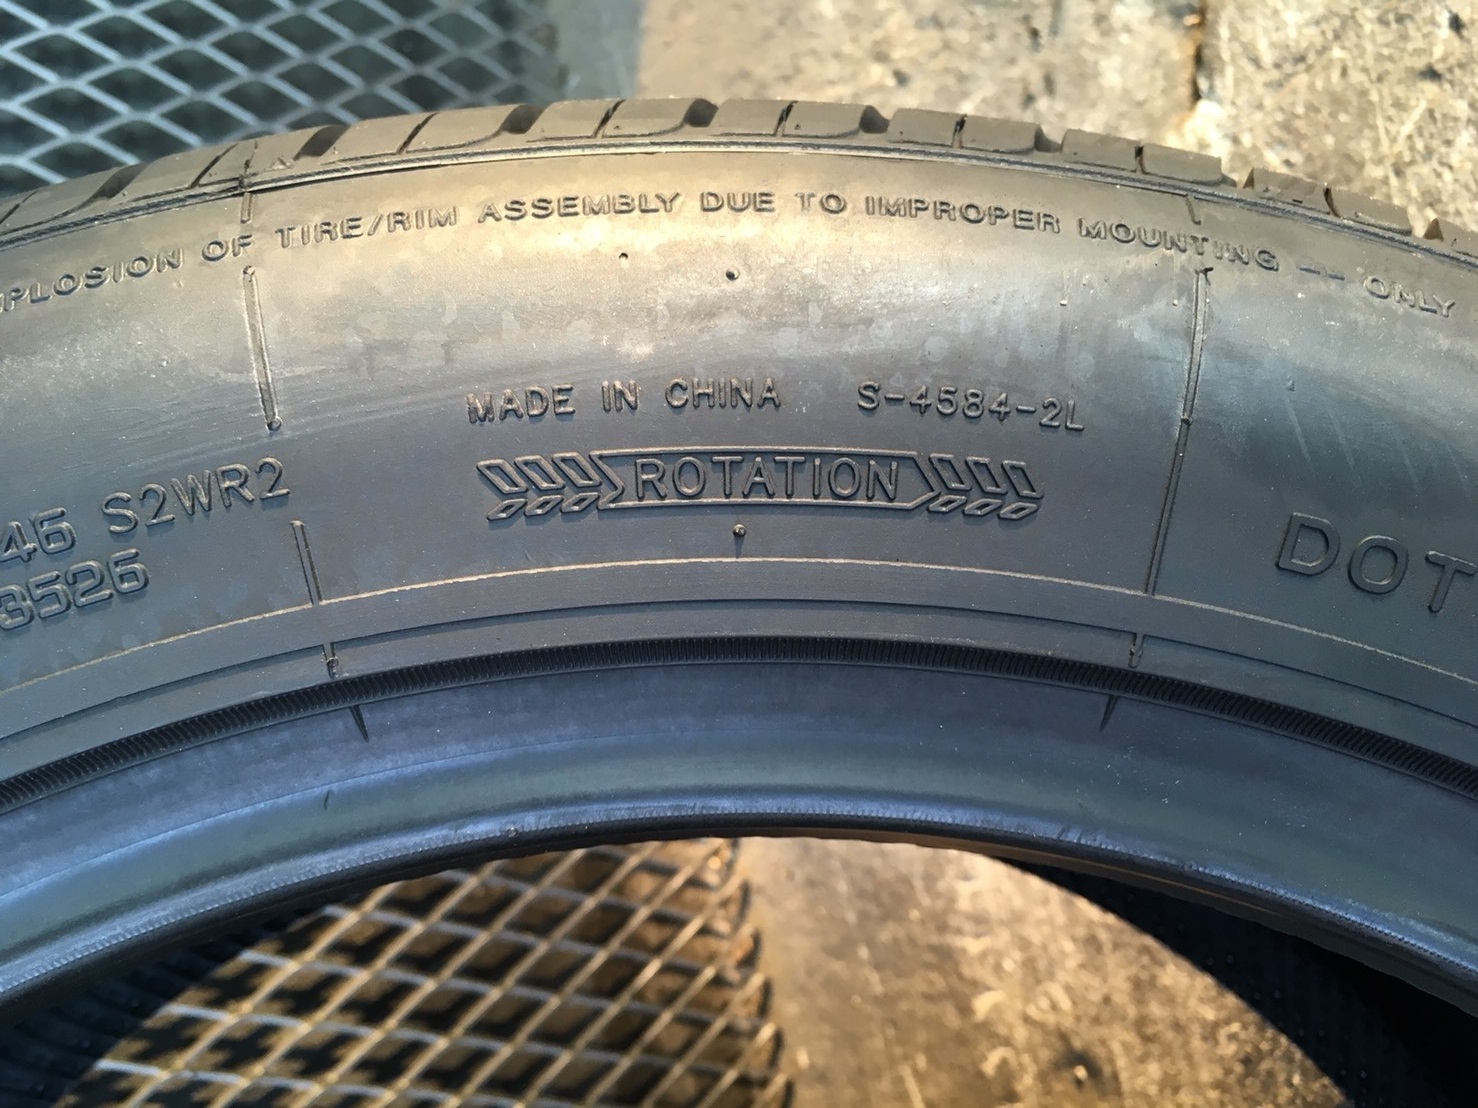 PLOSION OF TIRE/RIM ASSEMBLY DUE TO IMPROPER MOUNTING — ONLY
MADE IN CHINA S-4584-2L
ROTATION
46 S2WR2
3526
DOT